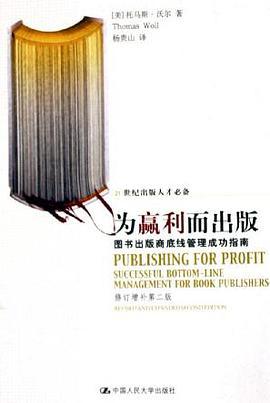 [美] 托马斯·沃尔 著
Thomas Woll
杨贵山 译
21世纪出版人才必备
为赢利而出版
图书出版商底线管理成功指南
PUBLISHING FOR PROFIT
SUCCESSFUL BOTTOM-LINE
MANAGEMENT FOR BOOK PUBLISHERS
修订增补第二版
中国人民大学出版社